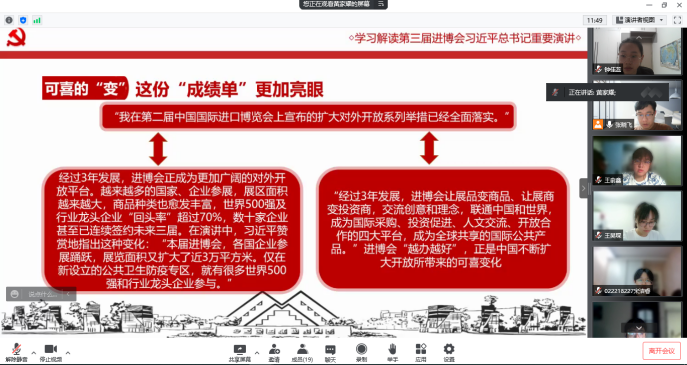 您正在观看黄家耀的屏幕
11:49
演讲者视图
◇学习解读第三届进博会习近平总书记重要演讲◇
可喜的“变” 这份“成绩单”更加亮眼
“我在第二届中国国际进口博览会上宣布的扩大对外开放系列举措已经全面落实。”
经过3年发展，进博会正成为更加广阔的对外开
放平台。越来越多的国家、企业参展，展区面积
越来越大，商品种类也愈发丰富，世界500强及
行业龙头企业“回头率”超过70%，数十家企业
甚至已连续签约未来三届。在演讲中，习近平赞
赏地指出这种变化：“本届进博会，各国企业参
展踊跃，展览面积又扩大了近3万平方米。仅在
新设立的公共卫生防疫专区，就有很多世界500
强和行业龙头企业参与。”
“经过3年发展，进博会让展品变商品、让展商
变投资商，交流创意和理念，联通中国和世界，
成为国际采购、投资促进、人文交流、开放合
作的四大平台，成为全球共享的国际公共产
品。”进博会“越办越好”，正是中国不断扩
大开放所带来的可喜变化
正在讲话: 黄家耀;
张朝飞
王俞鑫
王昊琛
说点什么...
解除静音
停止视频
共享屏幕
邀请
成员(19)
聊天
录制
举手
应用
设置
离开会议